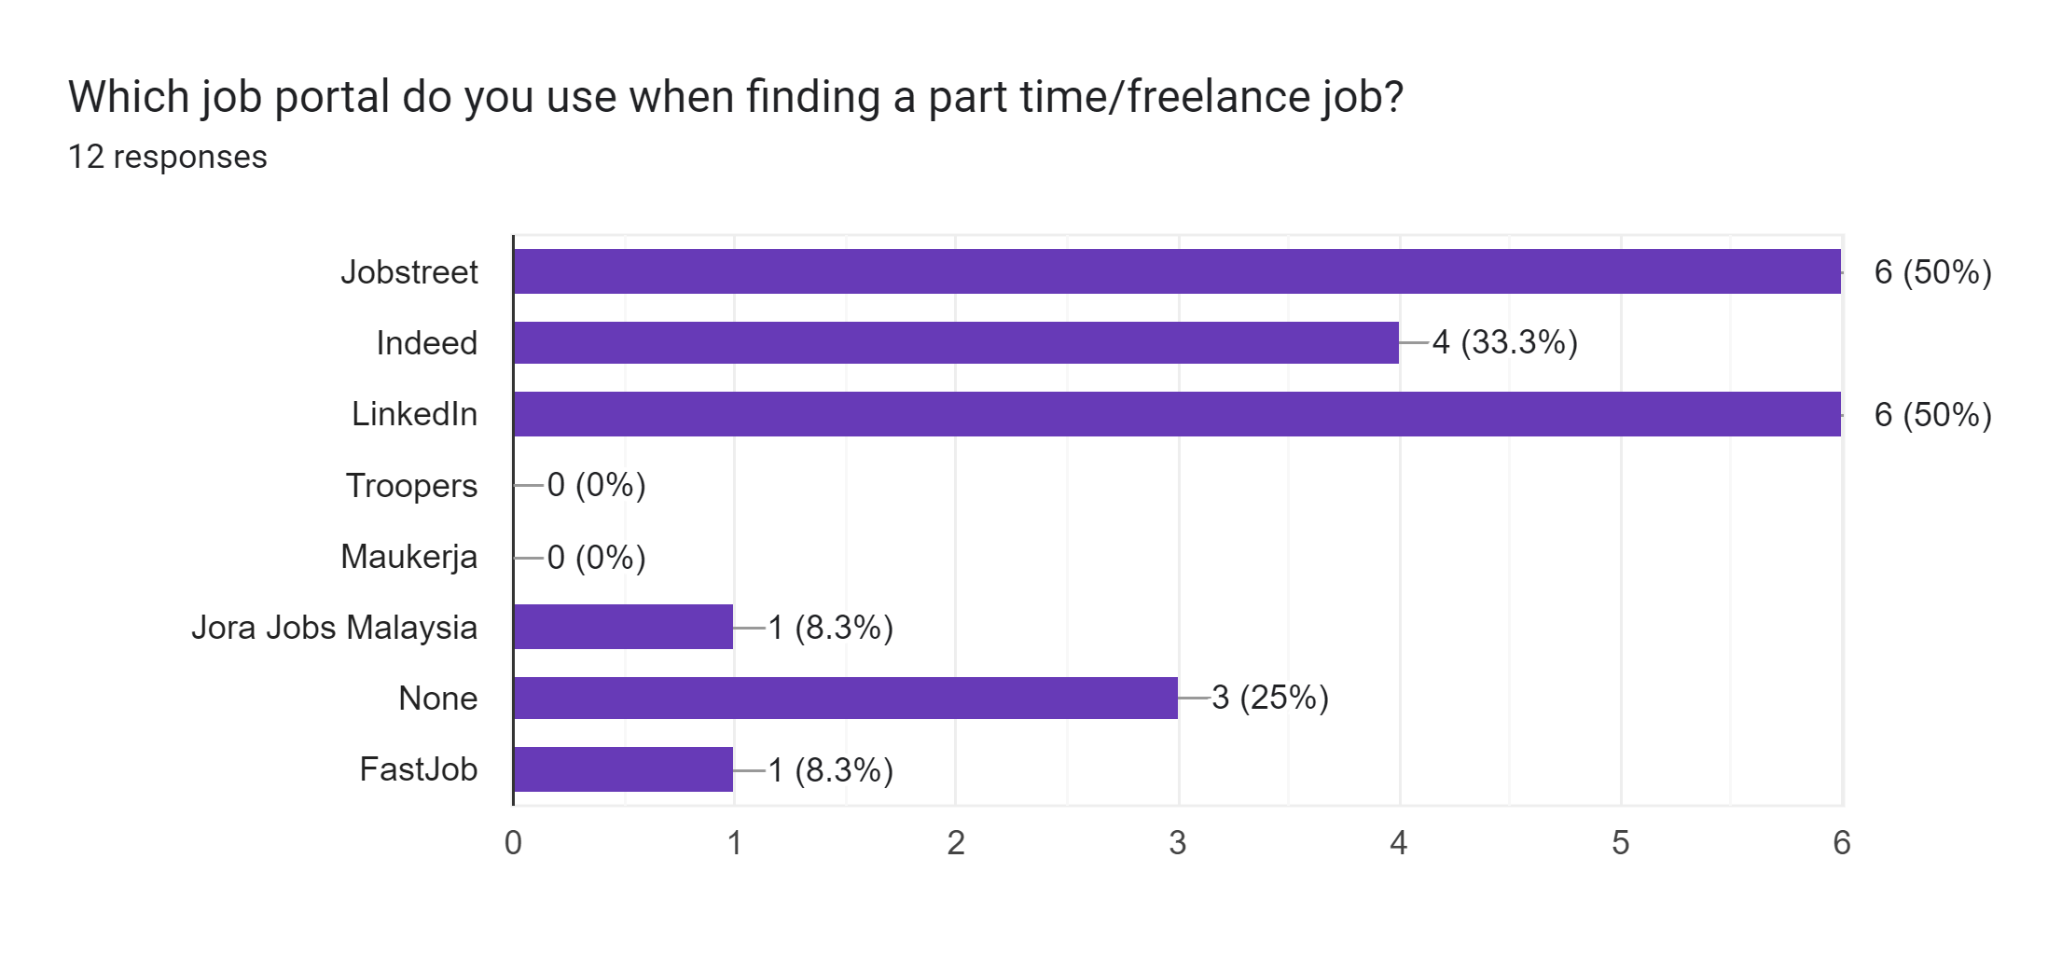 Which job portal do you use when finding a part time/freelance job?
12 responses
Jobstreet 6 (50%)
Indeed 4 (33.3%)
LinkedIn 6 (50%)
Troopers 0 (0%)
Maukerja 0 (0%)
Jora Jobs Malaysia 1 (8.3%)
None 3 (25%)
FastJob 1 (8.3%)
0 1 2 3 4 5 6